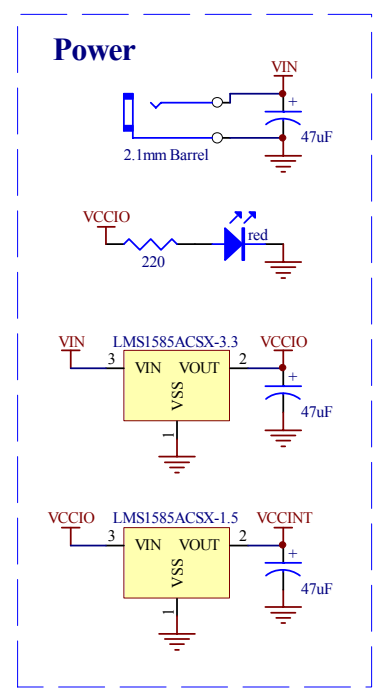 Power
VIN
+
47uF
2.1mm Barrel
VCCIO
red
220
VIN
LMS1585ACSX-3.3
VCCIO
3
VIN
VOUT
2
VSS
+
47uF
1
VCCIO
LMS1585ACSX-1.5
VCCINT
3
VIN
VOUT
2
VSS
+
47uF
1